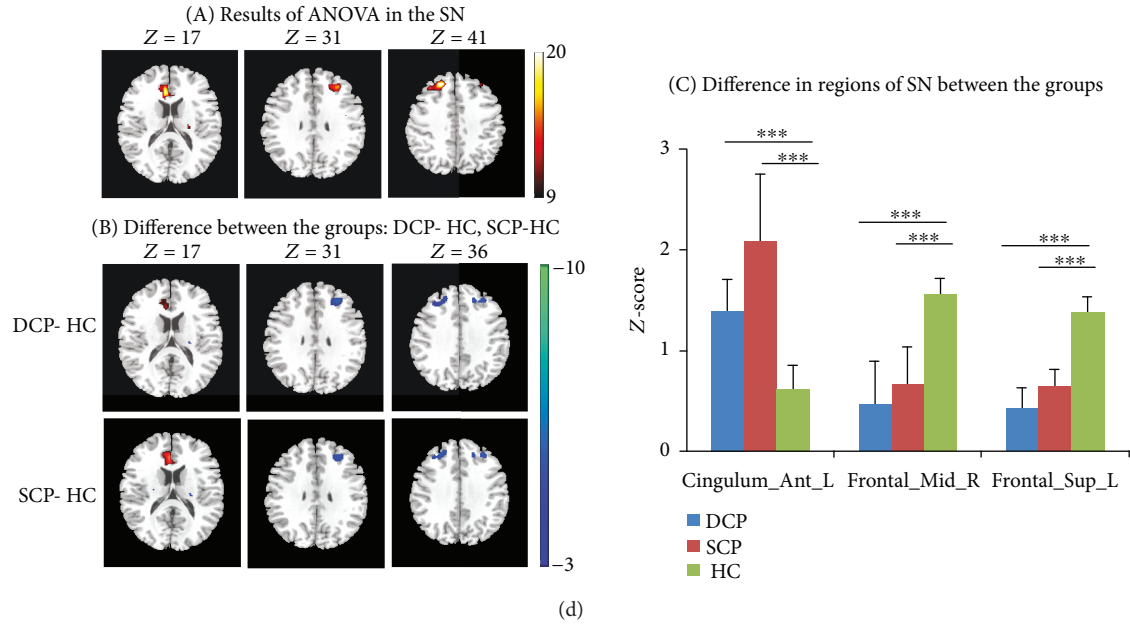 (A) Results of ANOVA in the SN
Z = 17 Z = 31 Z = 41
20
9
(B) Difference between the groups: DCP- HC, SCP-HC
Z = 17 Z = 31 Z = 36
−10
DCP- HC
SCP- HC
−3
(C) Difference in regions of SN between the groups
3
2
1
0
Z-score
*** 
***
***
***
***
***
Cingulum_Ant_L Frontal_Mid_R Frontal_Sup_L
DCP
SCP
HC
(d)